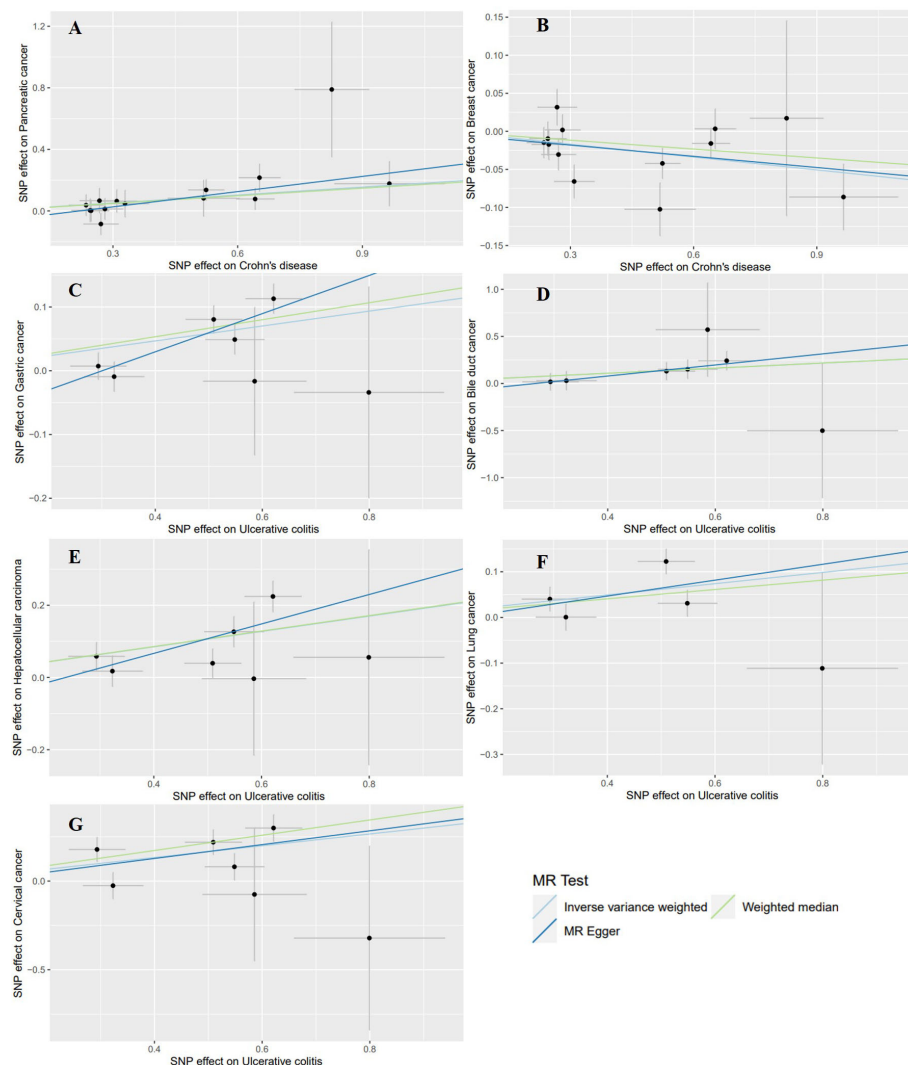 A
SNP effect on Pancreatic cancer
1.2
0.8
0.4
0.0
0.3
0.6
0.9
SNP effect on Crohn's disease
B
SNP effect on Breast cancer
0.15
0.10
0.05
0.00
−0.05
−0.10
−0.15
0.3
0.6
0.9
SNP effect on Crohn's disease
C
SNP effect on Gastric cancer
0.1
0.0
−0.1
−0.2
0.4
0.6
0.8
SNP effect on Ulcerative colitis
D
SNP effect on Bile duct cancer
1.0
0.5
0.0
−0.5
−1.0
0.4
0.6
0.8
SNP effect on Ulcerative colitis
E
SNP effect on Hepatocellular carcinoma
0.2
0.0
−0.2
0.4
0.6
0.8
SNP effect on Ulcerative colitis
F
SNP effect on Lung cancer
0.1
0.0
−0.1
−0.2
−0.3
0.4
0.6
0.8
SNP effect on Ulcerative colitis
G
SNP effect on Cervical cancer
0.0
−0.5
0.4
0.6
0.8
SNP effect on Ulcerative colitis
MR Test
Inverse variance weighted
Weighted median
MR Egger